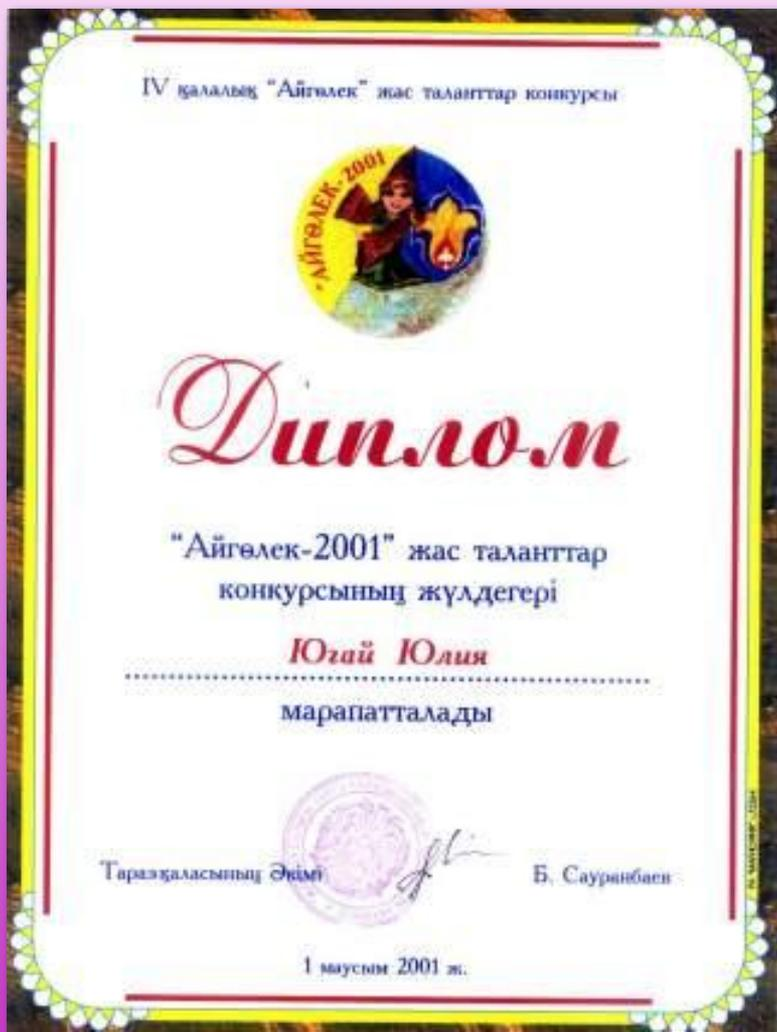 IV қалалық "Айгөлек" жас таланттар конкурсы
"АЙГӨЛЕК-2001"
Диплом
"Айгөлек-2001" жас таланттар
конкурсының жүлдегері
Югай Юлия
марапатталады
Тараз қаласының Әкімі Б. Сауранбаев
1 маусым 2001 ж.